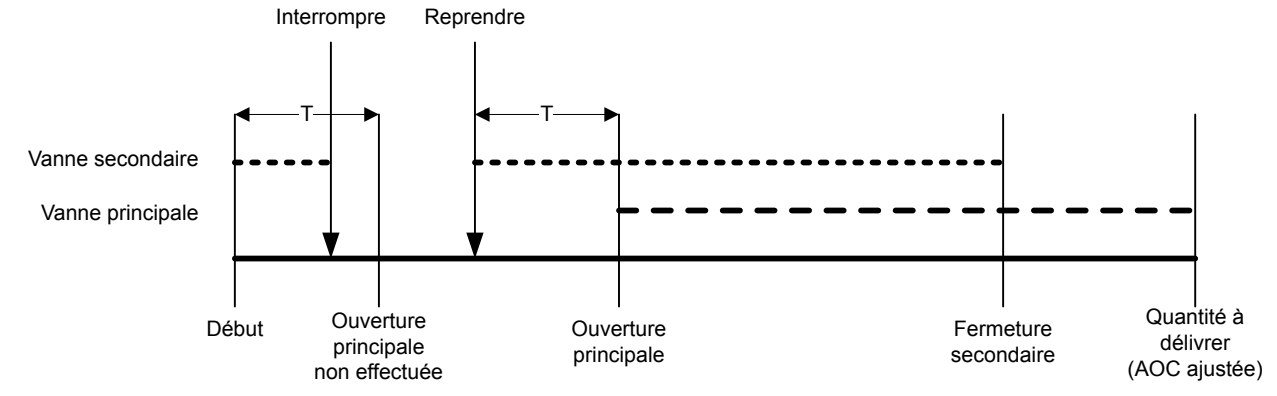 Interrompre
Reprendre
T
T
Vanne secondaire
Vanne principale
Début
Ouverture
principale
non effectuée
Ouverture
principale
Fermeture
secondaire
Quantité à
délivrer
(AOC ajustée)